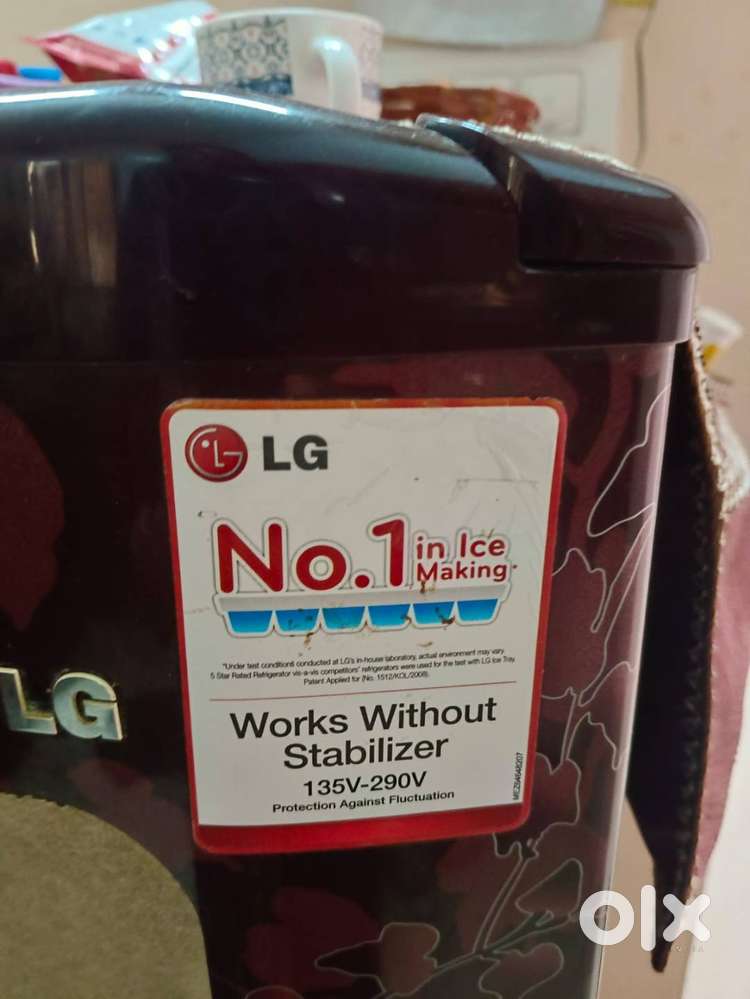 LG
No.1 in Ice
Making*
*Under test conditions conducted at LG's in-house laboratory, actual environment may vary.
5 Star Rated Refrigerator vis-a-vis competitors' refrigerators were used for the test with LG Ice Tray.
Patent Applied for (No. 1512/KOL/2008).
LG
Works Without
Stabilizer
135V-290V
Protection Against Fluctuation
MEZ64648207
olx
INDIA